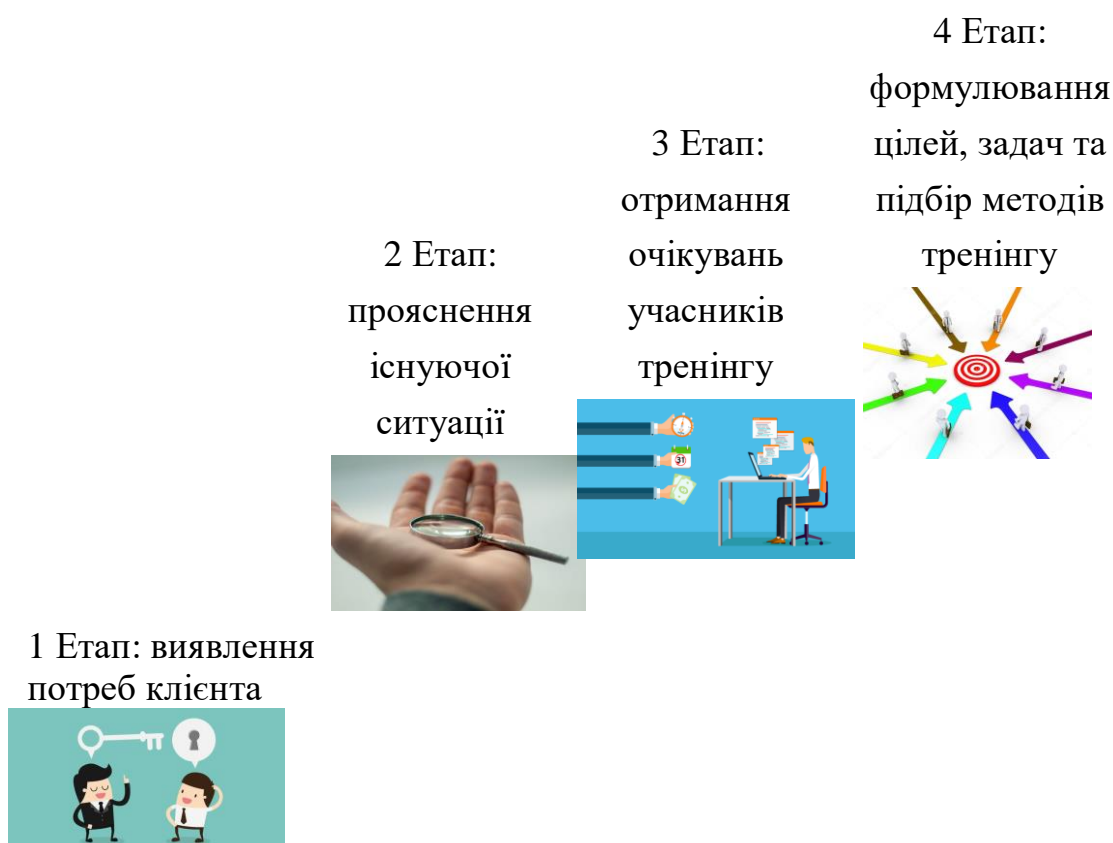 1 Етап: виявлення
потреб клієнта
2 Етап:
прояснення
існуючої
ситуації
3 Етап:
отримання
очікувань
учасників
тренінгу
31
4 Етап:
формулювання
цілей, задач та
підбір методів
тренінгу